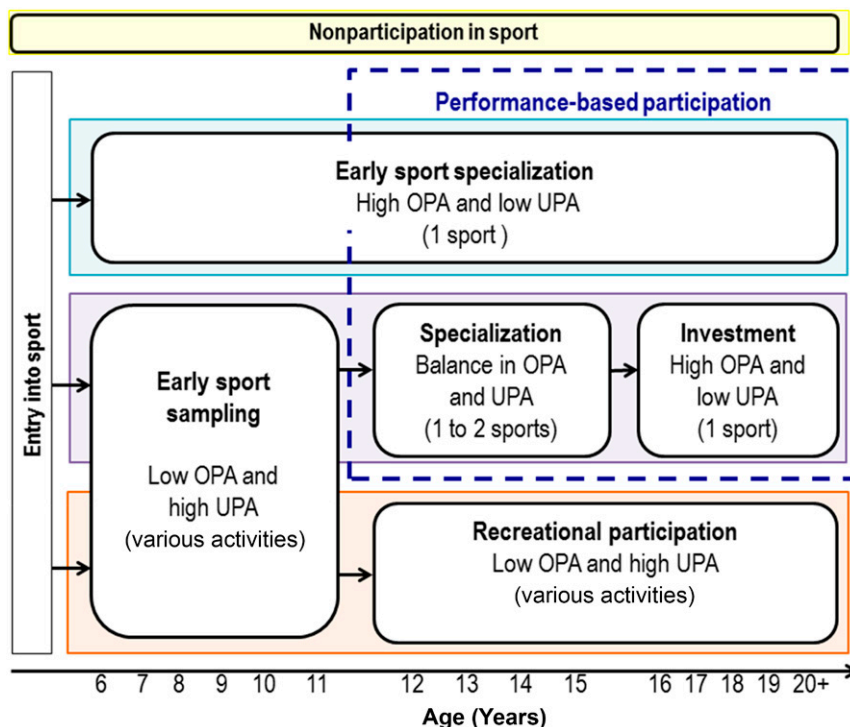 Nonparticipation in sport
Performance-based participation
Entry into sport
Early sport specialization
High OPA and low UPA
(1 sport )
Early sport
sampling
Low OPA and
high UPA
(various activities)
Specialization
Balance in OPA
and UPA
(1 to 2 sports)
Investment
High OPA and
low UPA
(1 sport)
Recreational participation
Low OPA and high UPA
(various activities)
6 7 8 9 10 11 12 13 14 15 16 17 18 19 20+
Age (Years)